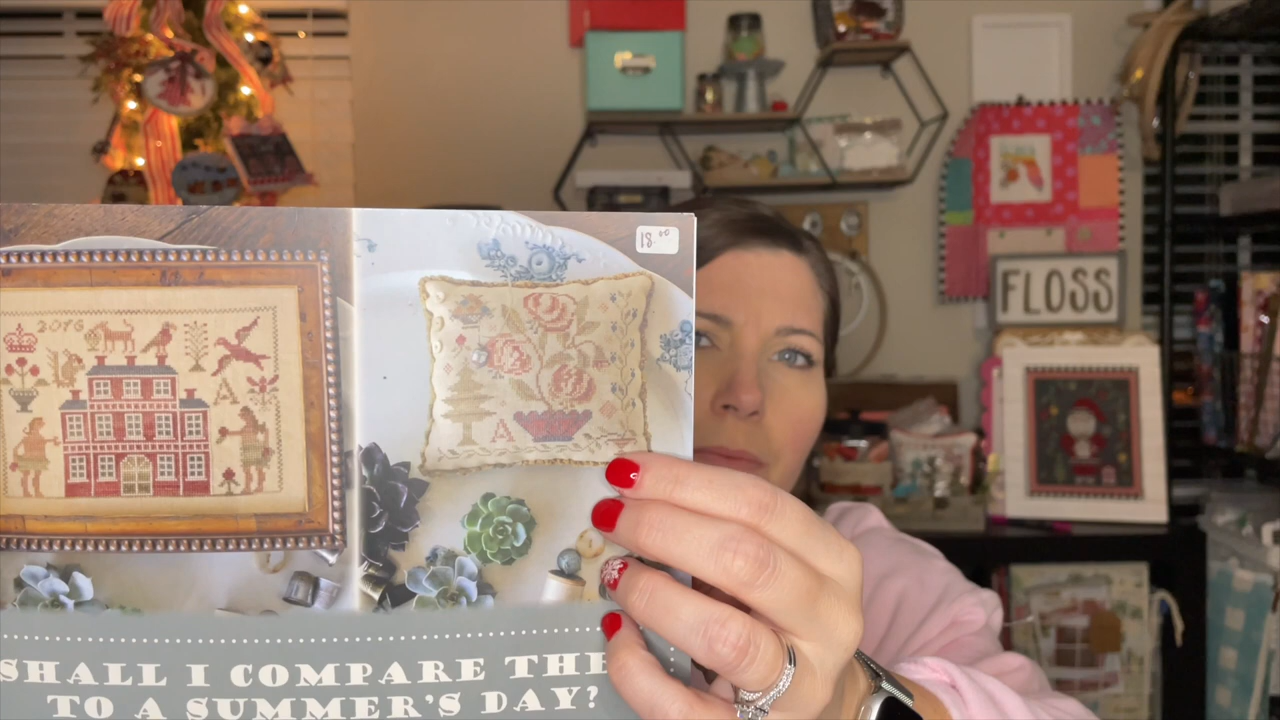 18.00
FLOSS
2016
A
A
SHALL I COMPARE THE
TO A SUMMER'S DAY?